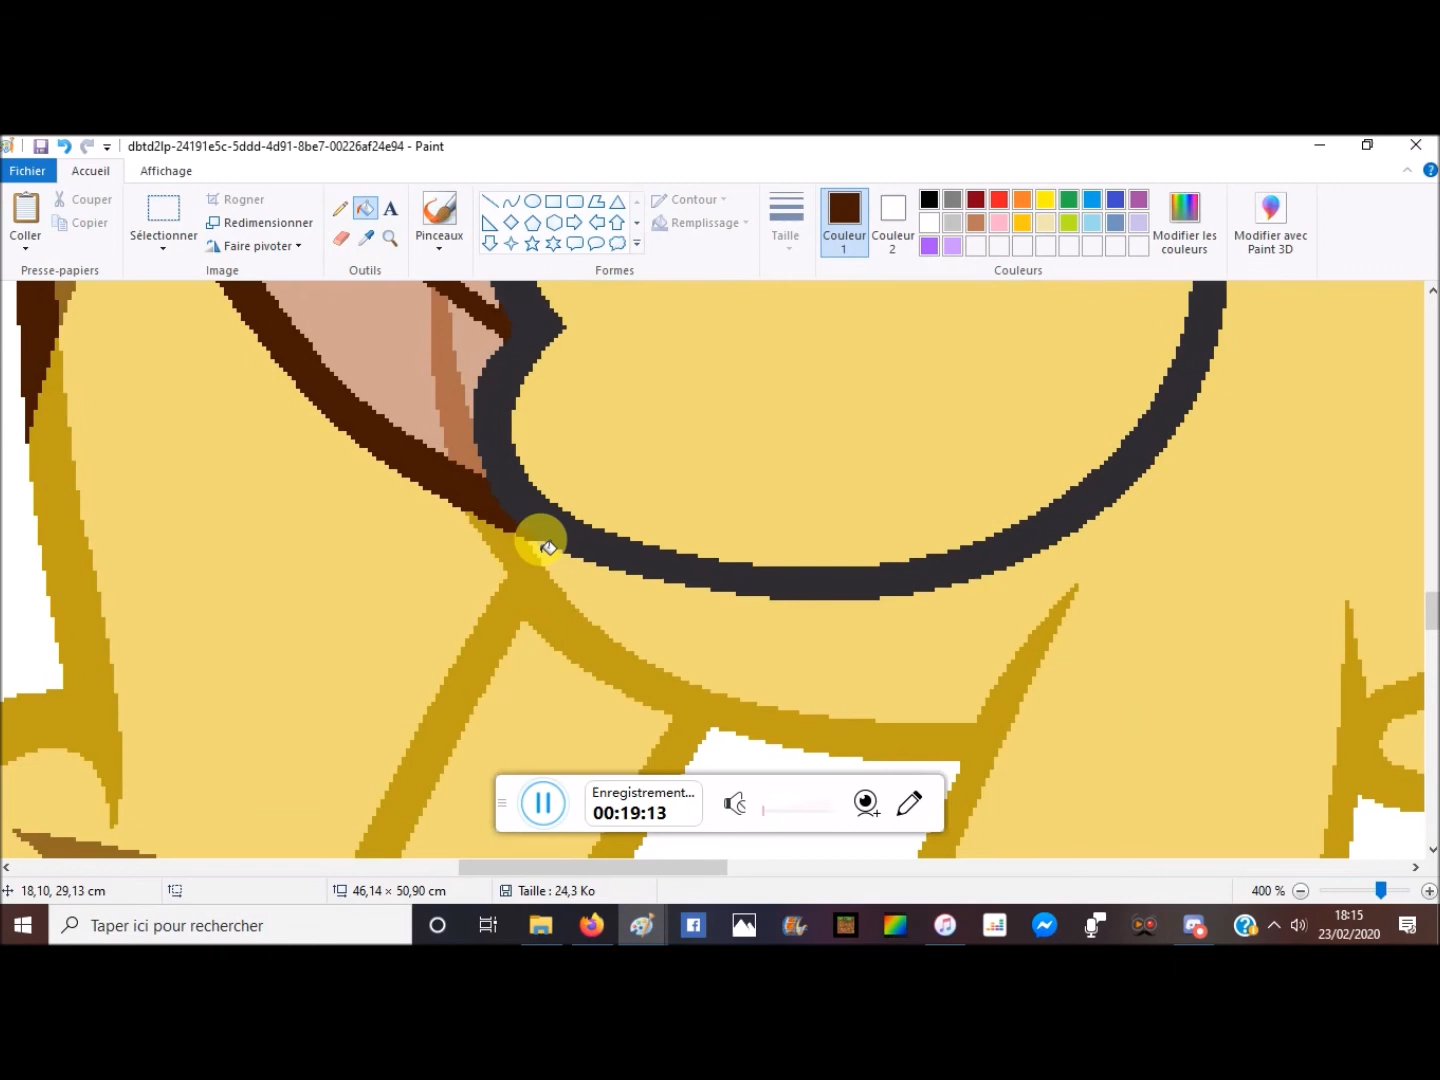 dbtd2lp-24191e5c-5ddd-4d91-8be7-00226af24e94 - Paint
Fichier Accueil Affichage
Coller
Couper
Copier
Presse-papiers
Sélectionner
Rogner
Redimensionner
Faire pivoter
Image
A
Outils
Pinceaux
Contour
Remplissage
Formes
Taille
Couleur 1
Couleur 2
Modifier les couleurs
Couleurs
Modifier avec Paint 3D
Enregistrement...
00:19:13
18,10, 29,13 cm
46,14 × 50,90 cm
Taille : 24,3 Ko
400 %
Taper ici pour rechercher
18:15
23/02/2020